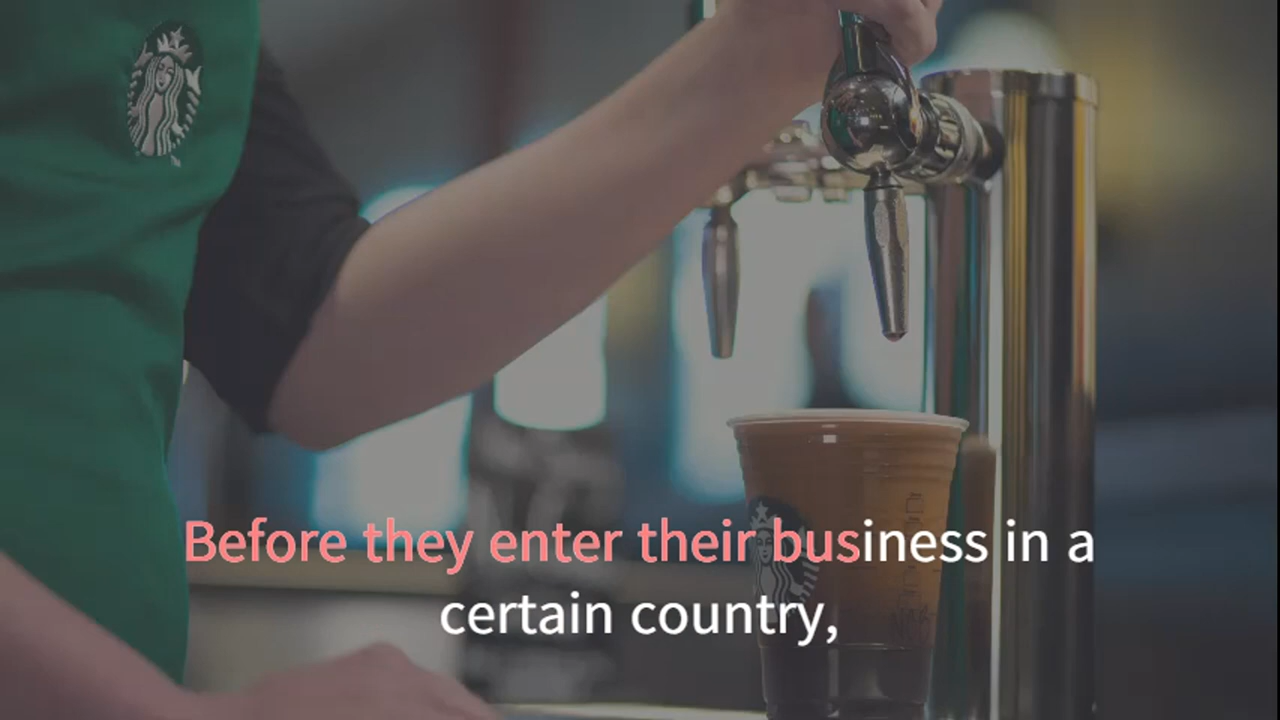 Before they enter their business in a
certain country,